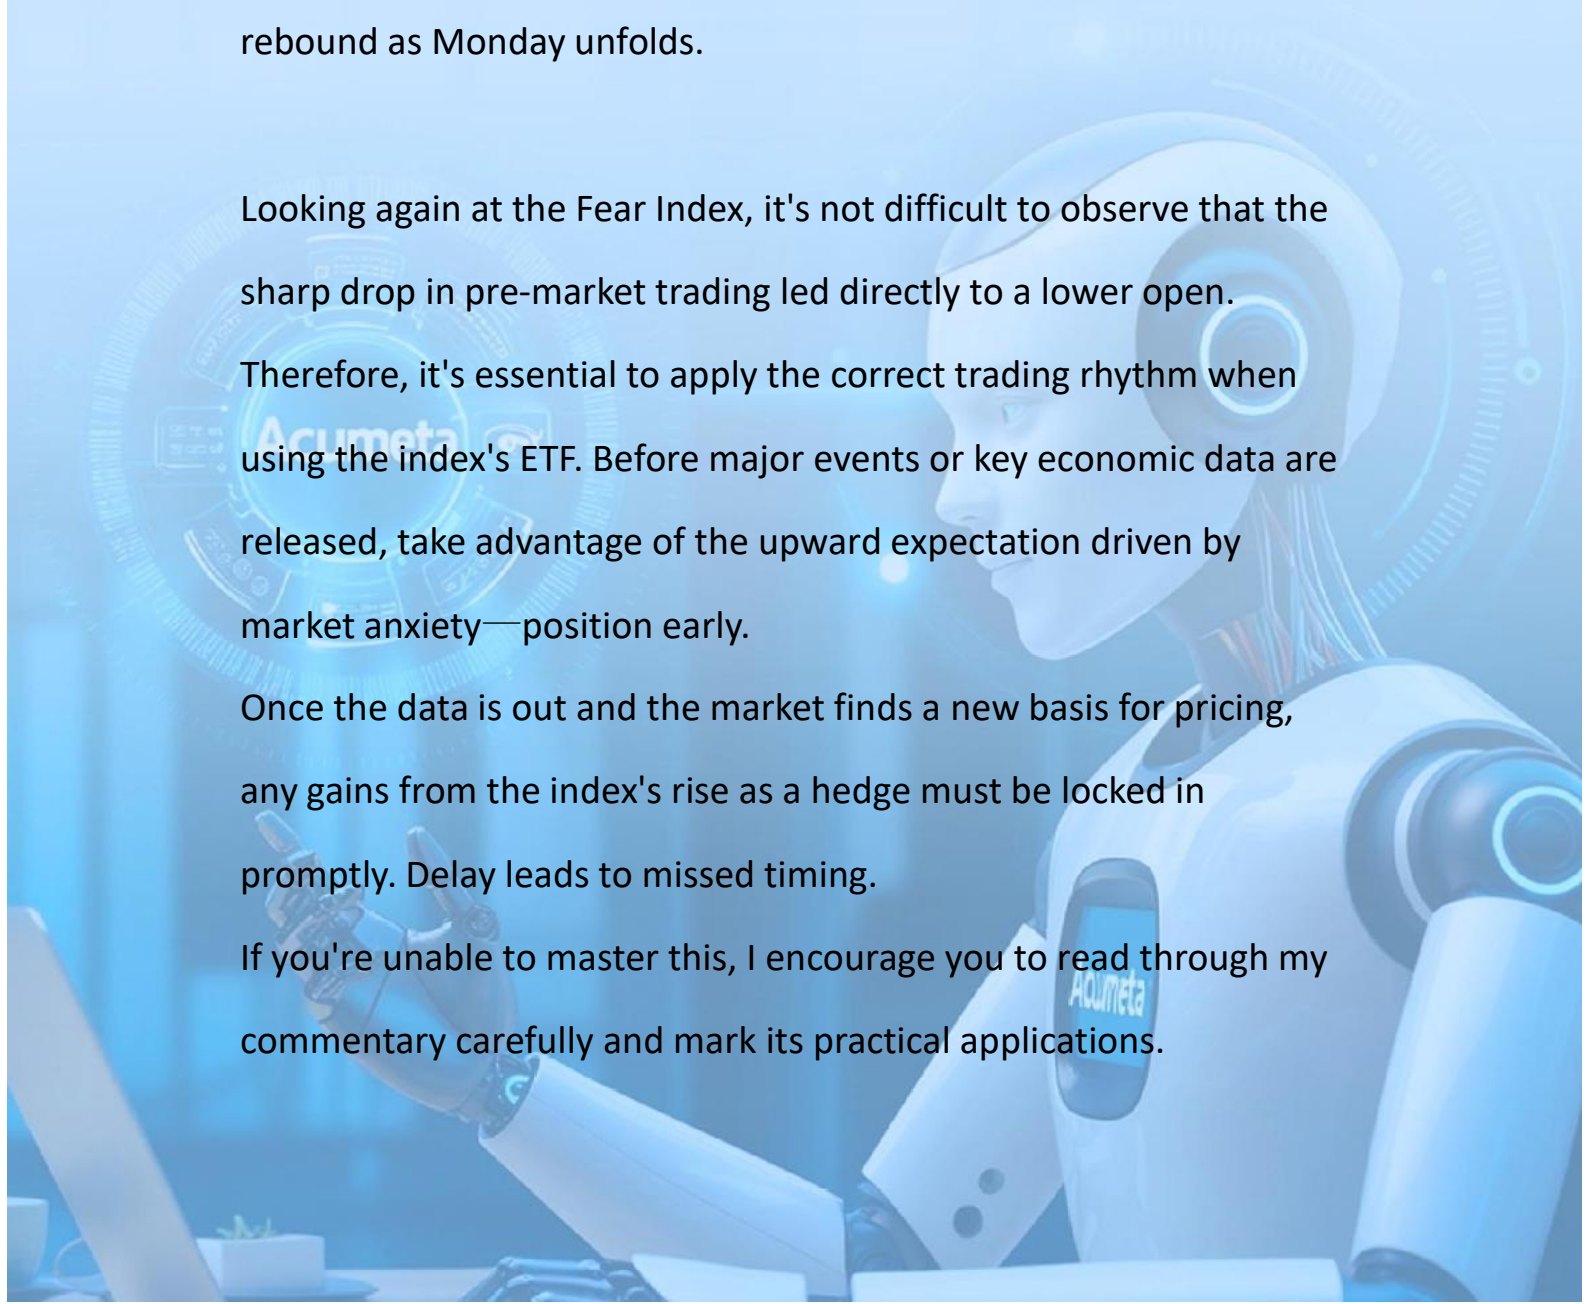 rebound as Monday unfolds.
Looking again at the Fear Index, it's not difficult to observe that the
sharp drop in pre-market trading led directly to a lower open.
Therefore, it's essential to apply the correct trading rhythm when
Acumeta
using the index's ETF. Before major events or key economic data are
released, take advantage of the upward expectation driven by
market anxiety—position early.
Once the data is out and the market finds a new basis for pricing,
any gains from the index's rise as a hedge must be locked in
promptly. Delay leads to missed timing.
If you're unable to master this, I encourage you to read through my
Acumeta
commentary carefully and mark its practical applications.